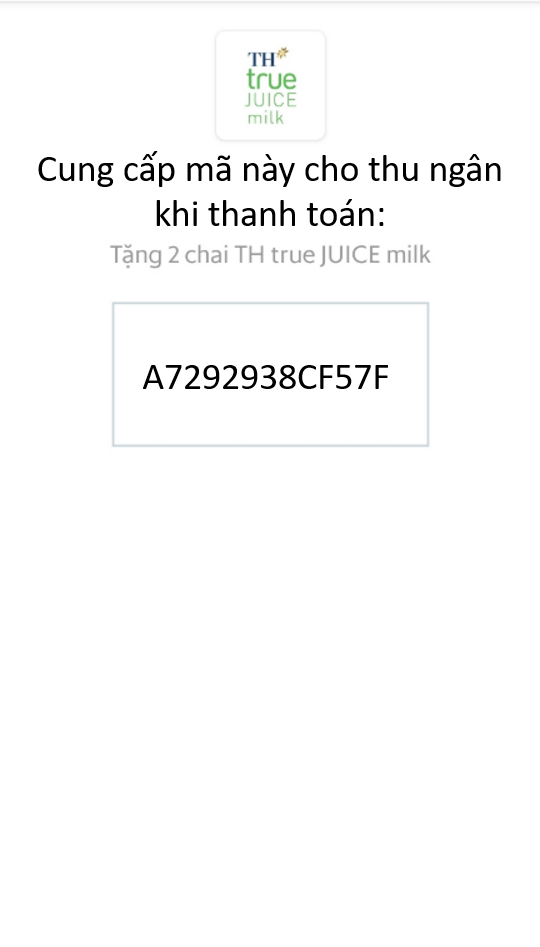 TH
true
JUICE
milk
Cung cấp mã này cho thu ngân
khi thanh toán:
Tặng 2 chai TH true JUICE milk
A7292938CF57F